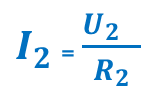 I₂ = U₂ / R₂